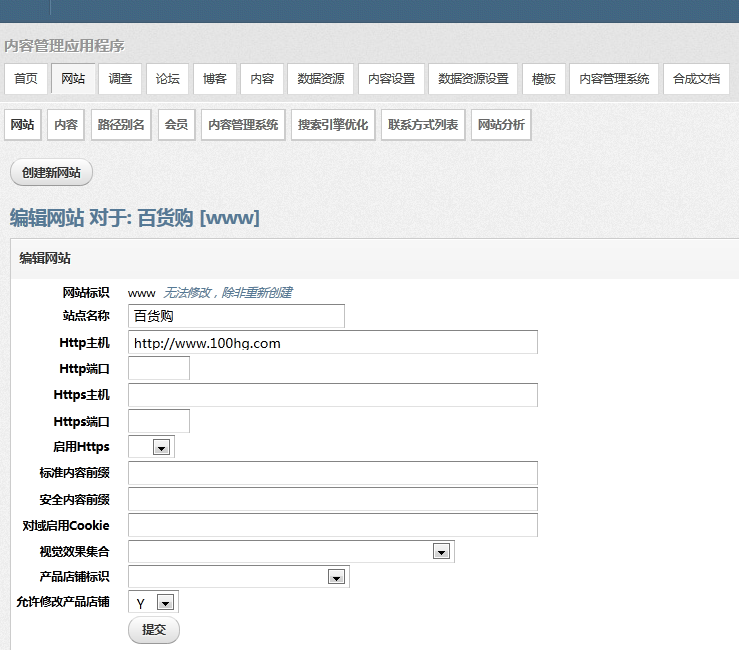 内容管理应用程序
首页 网站 调查 论坛 博客 内容 数据资源 内容设置 数据资源设置 模板 内容管理系统 合成文档
网站 内容 路径别名 会员 内容管理系统 搜索引擎优化 联系方式列表 网站分析
创建新网站
编辑网站 对于: 百货购 [www]
编辑网站
网站标识 www 无法修改，除非重新创建
站点名称 百货购
Http主机 http://www.100hg.com
Http端口
Https主机
Https端口
启用Https
标准内容前缀
安全内容前缀
对域启用Cookie
视觉效果集合
产品店铺标识
允许修改产品店铺 Y
提交